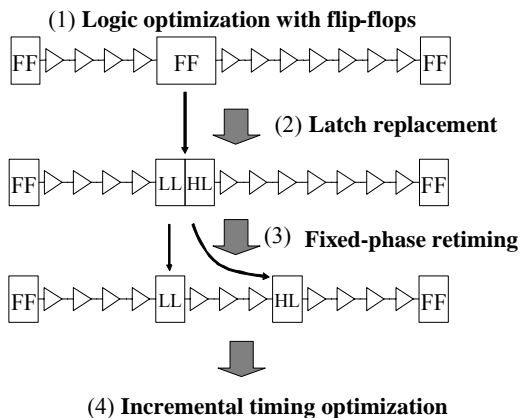 (1) Logic optimization with flip-flops
FF FF FF
(2) Latch replacement
FF LL HL FF
(3) Fixed-phase retiming
FF LL HL FF
(4) Incremental timing optimization